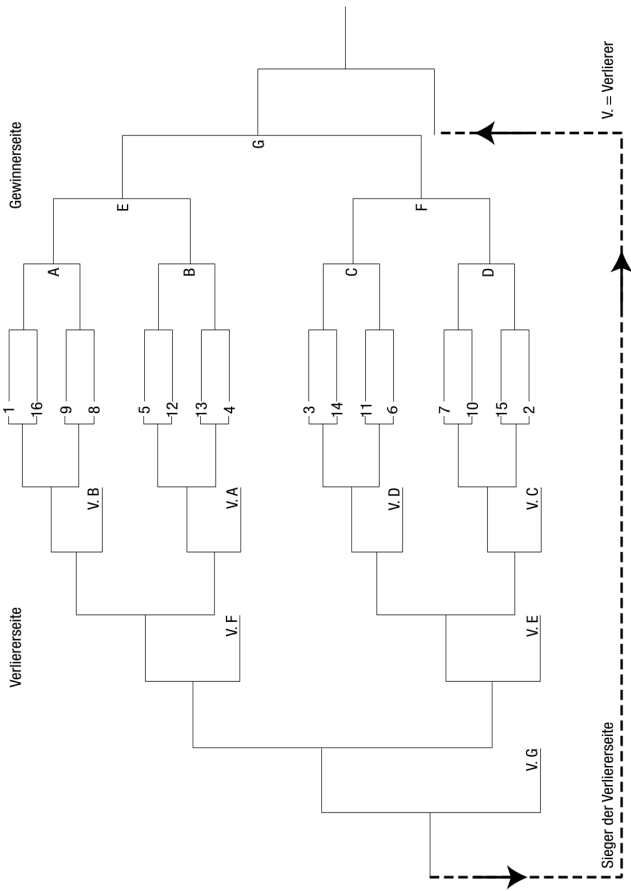 Gewinnerseite
Verliererseite
1
16
9
8
5
12
13
4
3
14
11
6
7
10
15
2
A
B
C
D
E
F
G
V. B
V. A
V. D
V. C
V. F
V. E
V. G
Sieger der Verliererseite
V. = Verlierer